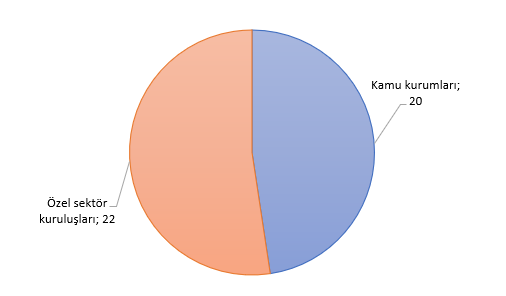 Kamu kurumları;
20
Özel sektör
kuruluşları; 22